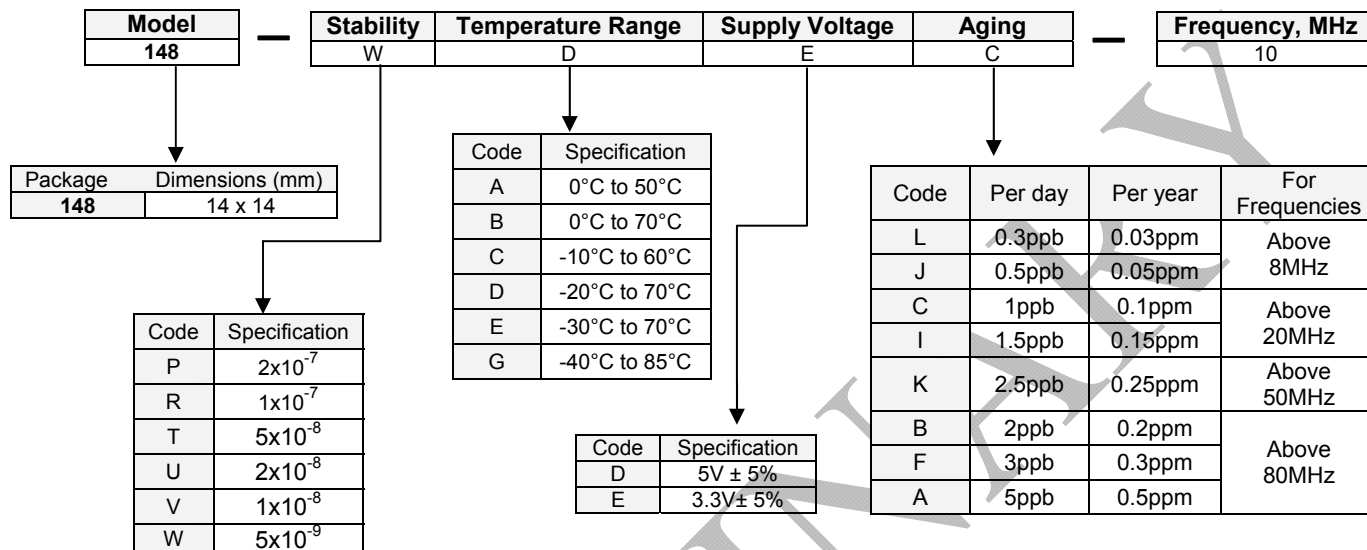 Model — Stability Temperature Range Supply Voltage Aging — Frequency, MHz
148 W D E C 10
Package Dimensions (mm)
148 14 x 14
Code Specification
P 2x10⁻⁷
R 1x10⁻⁷
T 5x10⁻⁸
U 2x10⁻⁸
V 1x10⁻⁸
W 5x10⁻⁹
Code Specification
A 0°C to 50°C
B 0°C to 70°C
C -10°C to 60°C
D -20°C to 70°C
E -30°C to 70°C
G -40°C to 85°C
Code Specification
D 5V ± 5%
E 3.3V± 5%
Code Per day Per year For Frequencies
L 0.3ppb 0.03ppm Above 8MHz
J 0.5ppb 0.05ppm
C 1ppb 0.1ppm Above 20MHz
I 1.5ppb 0.15ppm
K 2.5ppb 0.25ppm Above 50MHz
B 2ppb 0.2ppm Above 80MHz
F 3ppb 0.3ppm
A 5ppb 0.5ppm